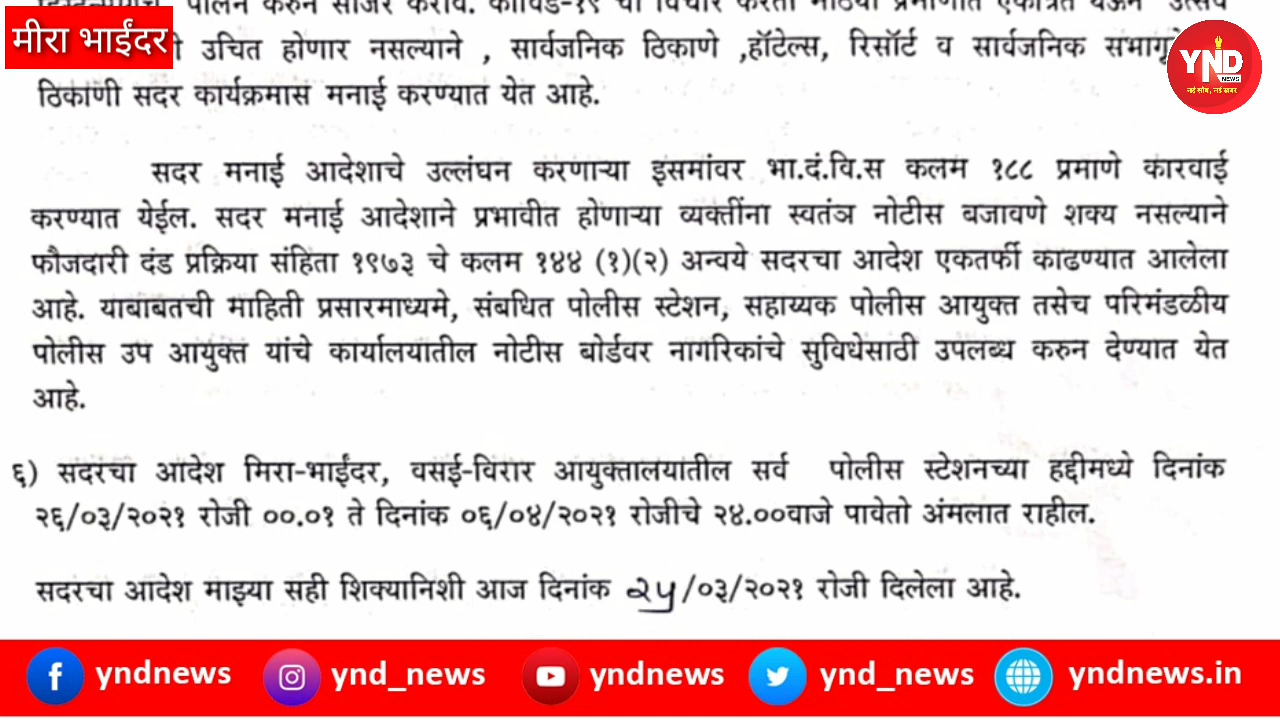 पालन करुन साजरे करावे. कोविड-१९ चा विचार करता मोठया प्रमाणात एकत्रित येऊन उत्सव
मीरा भाईंदर
उचित होणार नसल्याने , सार्वजनिक ठिकाणे ,हॉटेल्स, रिसॉर्ट व सार्वजनिक
YND
NEWS
नई सोच, नई खबर
ठिकाणी सदर कार्यक्रमास मनाई करण्यात येत आहे.
सदर मनाई आदेशाचे उल्लंघन करणाऱ्या इसमांवर भा.दं.वि.स कलम १८८ प्रमाणे कारवाई
करण्यात येईल. सदर मनाई आदेशाने प्रभावीत होणाऱ्या व्यक्तींना स्वतंत्र नोटीस बजावणे शक्य नसल्याने
फौजदारी दंड प्रक्रिया संहिता १९७३ चे कलम १४४ (१)(२) अन्वये सदरचा आदेश एकतर्फी काढण्यात आलेला
आहे. याबाबतची माहिती प्रसारमाध्यमे, संबधित पोलीस स्टेशन, सहाय्यक पोलीस आयुक्त तसेच परिमंडळीय
पोलीस उप आयुक्त यांचे कार्यालयातील नोटीस बोर्डवर नागरिकांचे सुविधेसाठी उपलब्ध करुन देण्यात येत
आहे.
६) सदरचा आदेश मिरा-भाईंदर, वसई-विरार आयुक्तालयातील सर्व पोलीस स्टेशनच्या हद्दीमध्ये दिनांक
२६/०३/२०२१ रोजी ००.०१ ते दिनांक ०६/०४/२०२१ रोजीचे २४.००वाजे पावेतो अंमलात राहील.
सदरचा आदेश माझ्या सही शिक्यानिशी आज दिनांक २५/०३/२०२१ रोजी दिलेला आहे.
yndnews ynd_news yndnews ynd_news yndnews.in